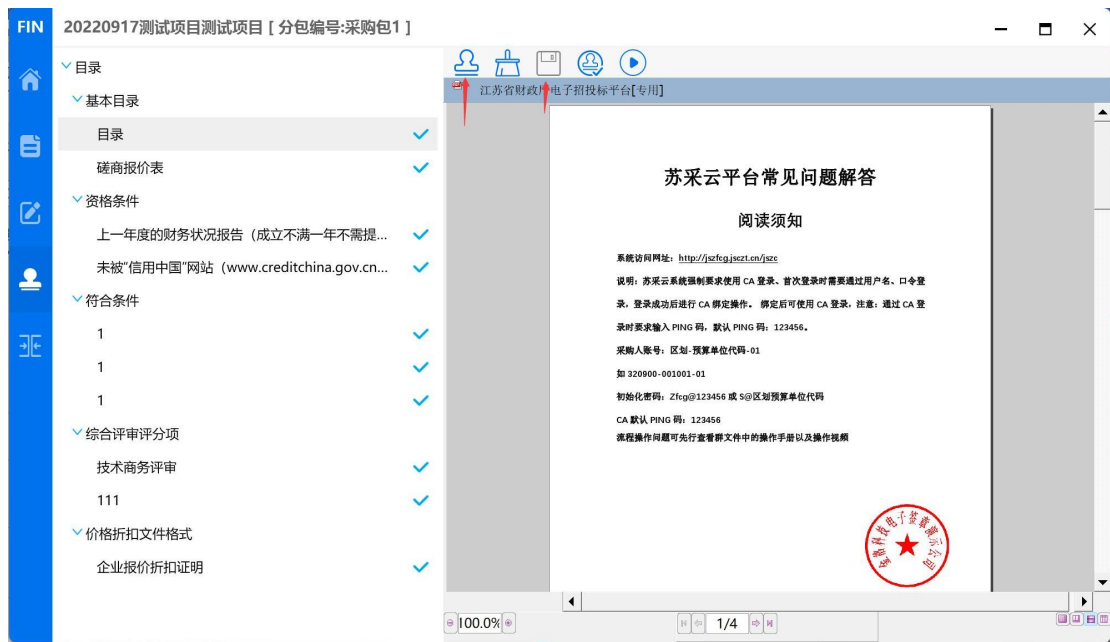 FIN
20220917测试项目测试项目 [ 分包编号:采购包1 ]
目录
基本目录
目录
磋商报价表
资格条件
上一年度的财务状况报告（成立不满一年不需提...
未被“信用中国”网站（www.creditchina.gov.cn...
符合条件
1
1
1
综合评审评分项
技术商务评审
111
价格折扣文件格式
企业报价折扣证明
江苏省财政厅电子招投标平台[专用]
苏采云平台常见问题解答
阅读须知
系统访问网址：http://jszfcg.jsczt.cn/jszc
说明：苏采云系统强制要求使用 CA 登录、首次登录时需要通过用户名、口令登
录，登录成功后进行 CA 绑定操作。 绑定后可使用 CA 登录，注意：通过 CA 登
录时要求输入 PING 码，默认 PING 码：123456。
采购人账号：区划-预算单位代码-01
如 320900-001001-01
初始化密码：Zfcg@123456 或 S@区划预算单位代码
CA 默认 PING 码：123456
流程操作问题可先行查看群文件中的操作手册以及操作视频
100.0%
1/4